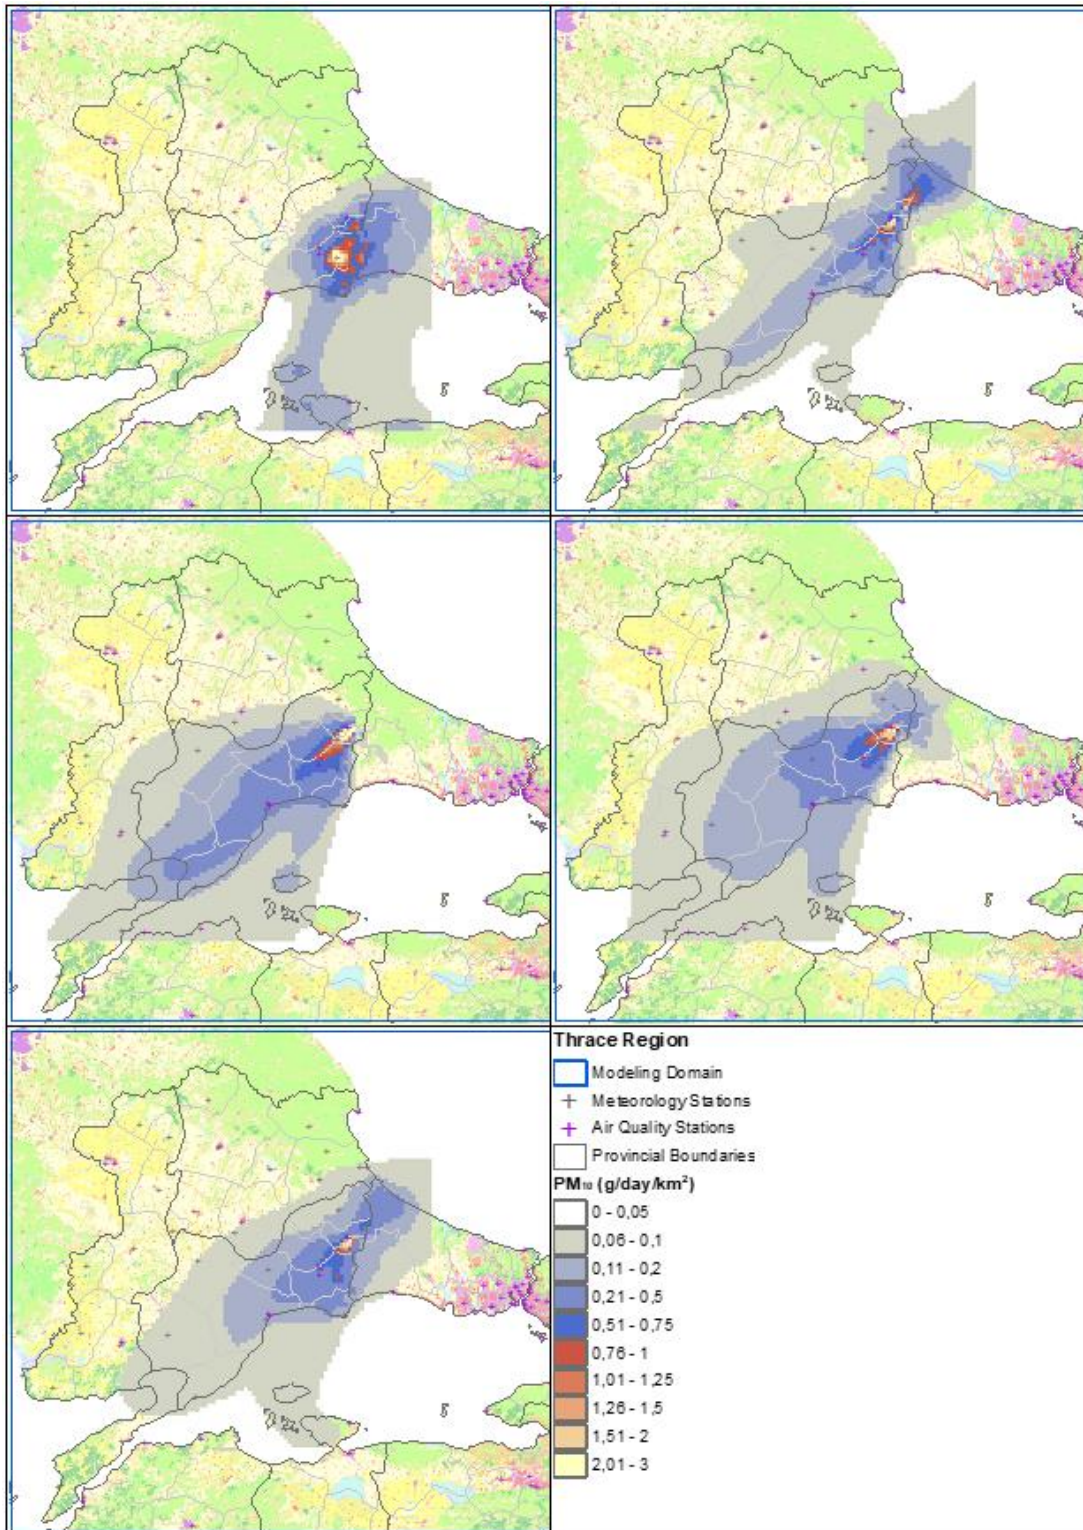 Thrace Region
Modeling Domain
Meteorology Stations
Air Quality Stations
Provincial Boundaries
PM₁₀ (g/day/km²)
0 - 0,05
0,06 - 0,1
0,11 - 0,2
0,21 - 0,5
0,51 - 0,75
0,76 - 1
1,01 - 1,25
1,26 - 1,5
1,51 - 2
2,01 - 3